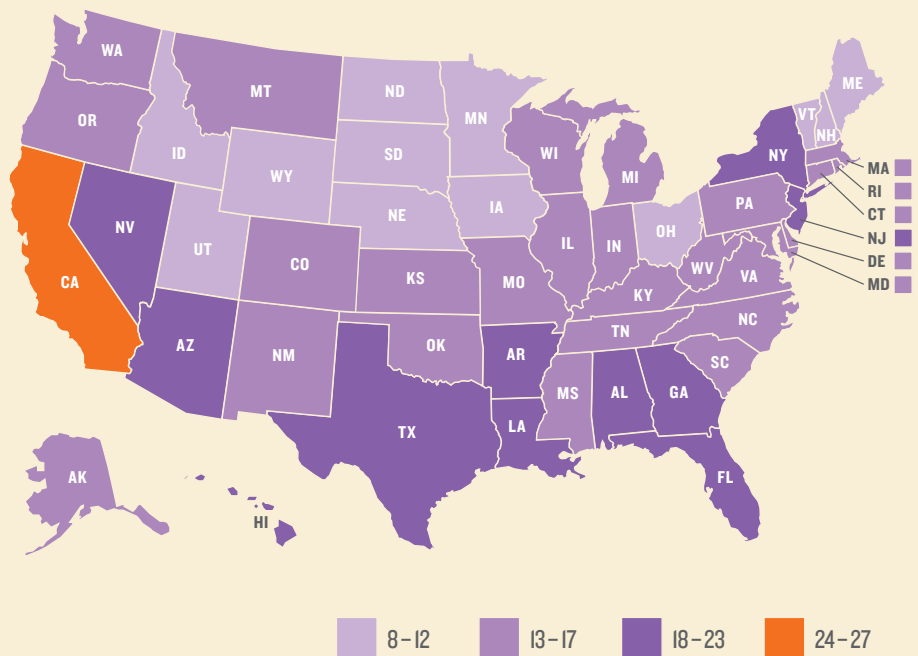 WA
MT
ND
MN
ME
VT
NH
OR
ID
SD
WI
MI
NY
MA
RI
CT
NJ
DE
MD
WY
NE
IA
PA
NV
UT
CO
KS
MO
IL
IN
OH
WV
VA
KY
CA
AZ
NM
OK
AR
TN
NC
SC
MS
AL
GA
TX
LA
FL
AK
HI
8–12
13–17
18–23
24–27